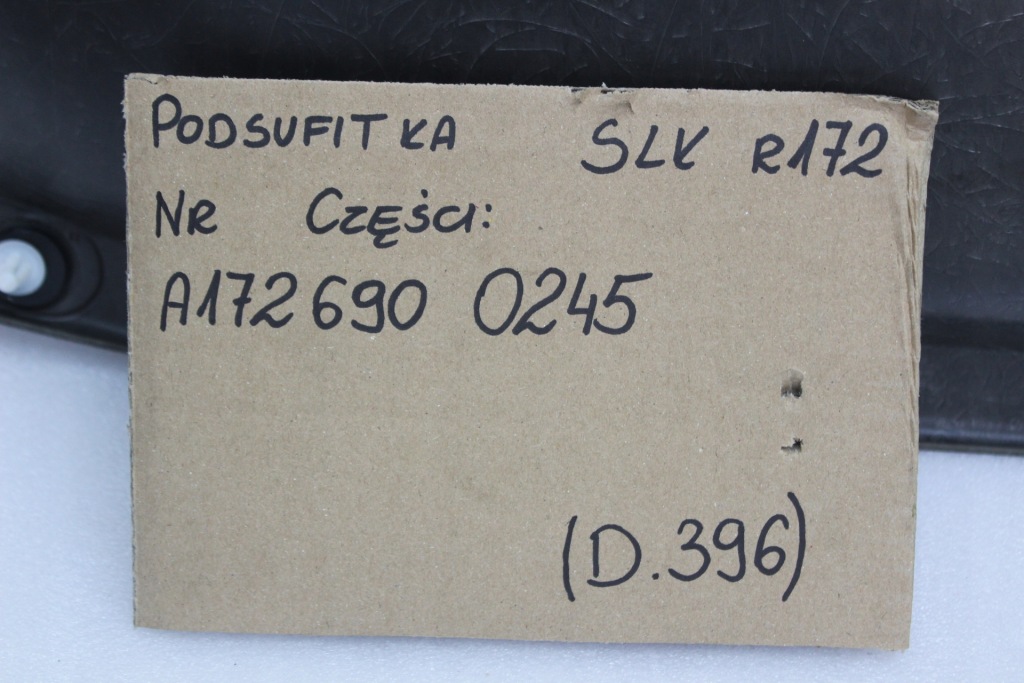 PODSUFITKA SLK R172
NR CZĘŚCI:
A172 690 0245
(D.396)